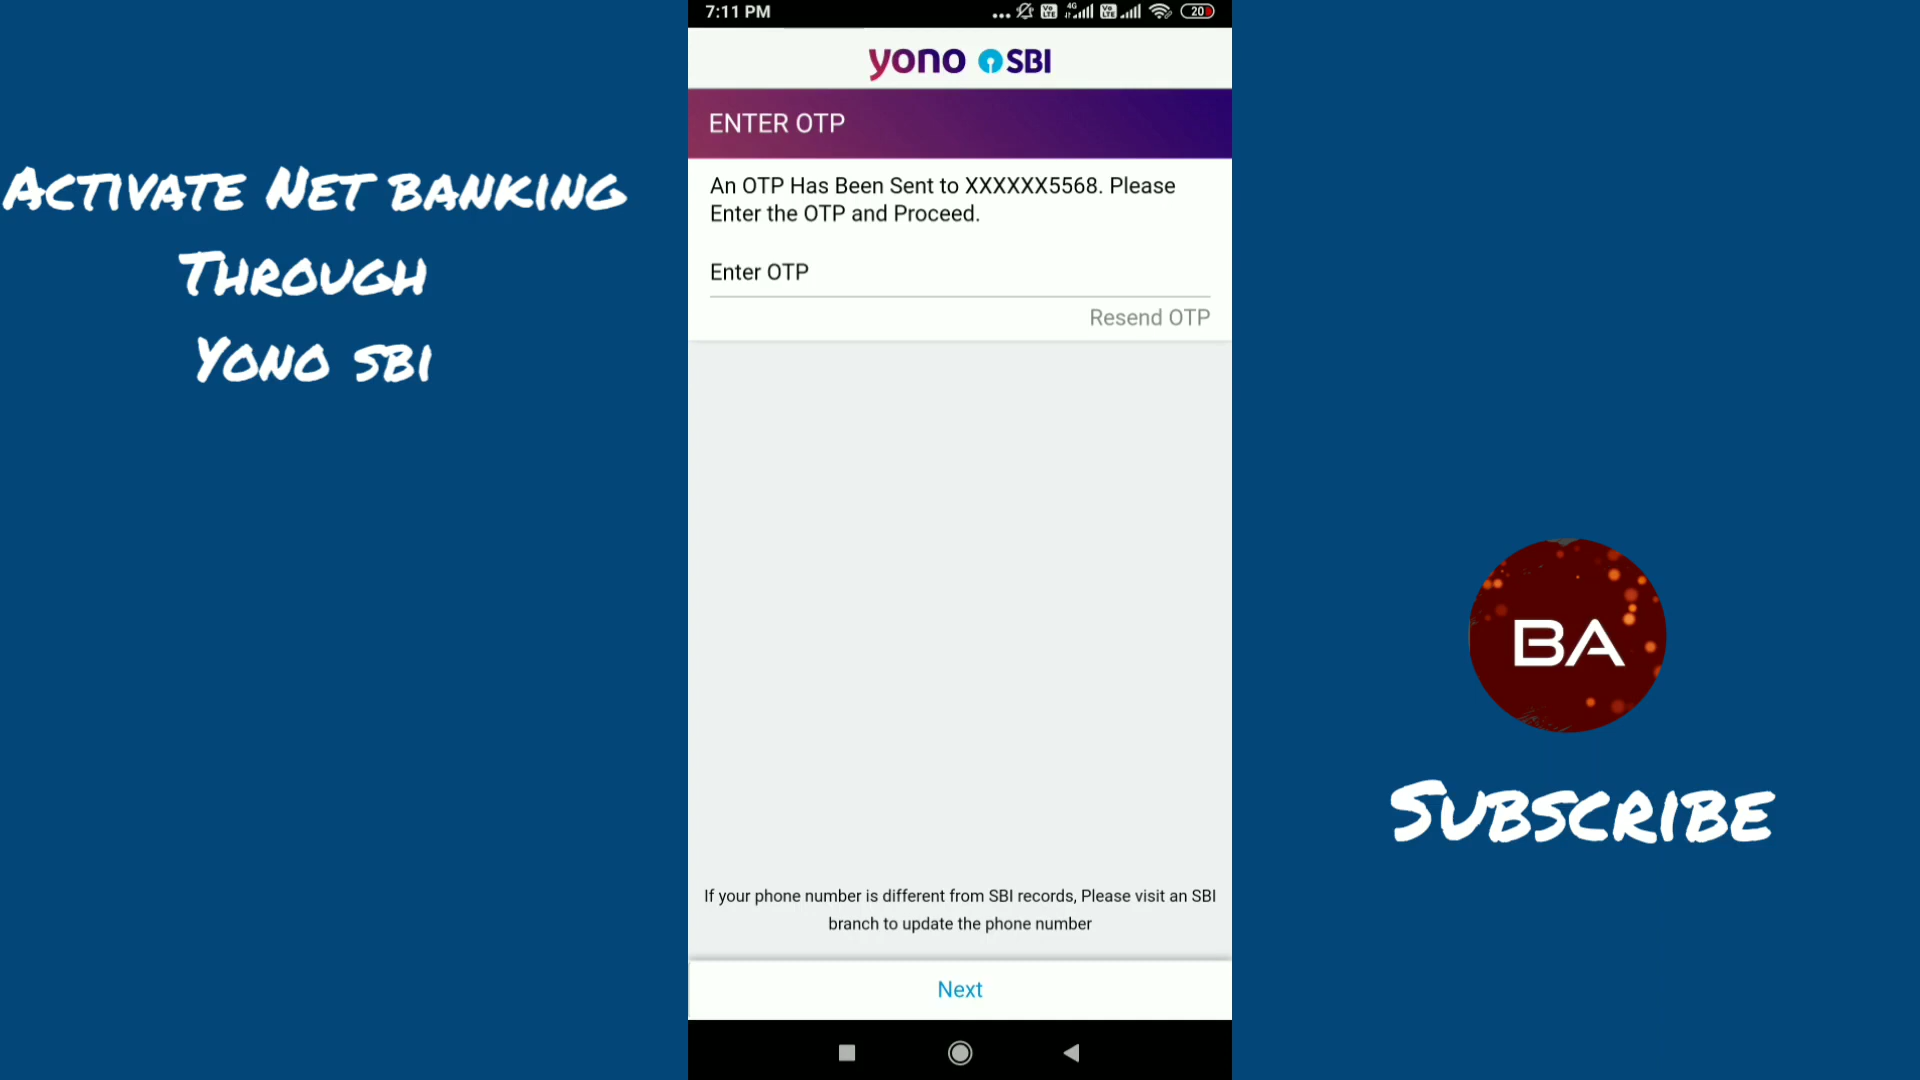 7:11 PM
4G
20
yono SBI
ENTER OTP
An OTP Has Been Sent to XXXXXX5568. Please
Enter the OTP and Proceed.
Enter OTP
Resend OTP
If your phone number is different from SBI records, Please visit an SBI
branch to update the phone number
Next
Activate Net banking
Through
Yono sbi
BA
Subscribe